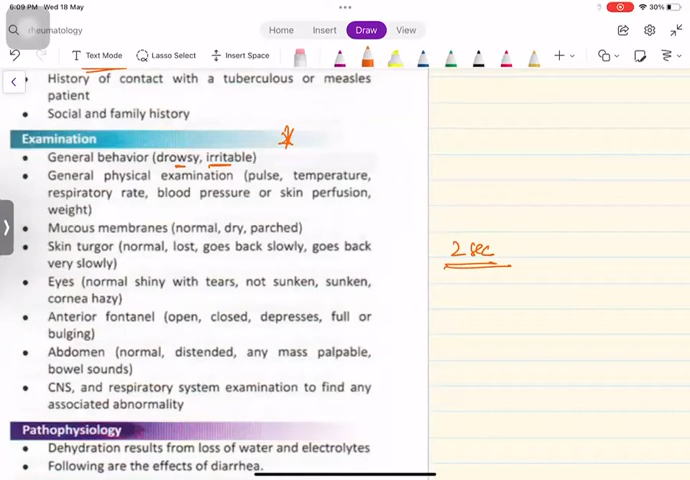 6:09 PM Wed 18 May
30%
rheumatology
Home Insert Draw View
Text Mode Lasso Select Insert Space
History of contact with a tuberculous or measles
patient
Social and family history
Examination
General behavior (drowsy, irritable)
General physical examination (pulse, temperature,
respiratory rate, blood pressure or skin perfusion,
weight)
Mucous membranes (normal, dry, parched)
Skin turgor (normal, lost, goes back slowly, goes back
very slowly)
2 sec
Eyes (normal shiny with tears, not sunken, sunken,
cornea hazy)
Anterior fontanel (open, closed, depresses, full or
bulging)
Abdomen (normal, distended, any mass palpable,
bowel sounds)
CNS, and respiratory system examination to find any
associated abnormality
Pathophysiology
Dehydration results from loss of water and electrolytes
Following are the effects of diarrhea.